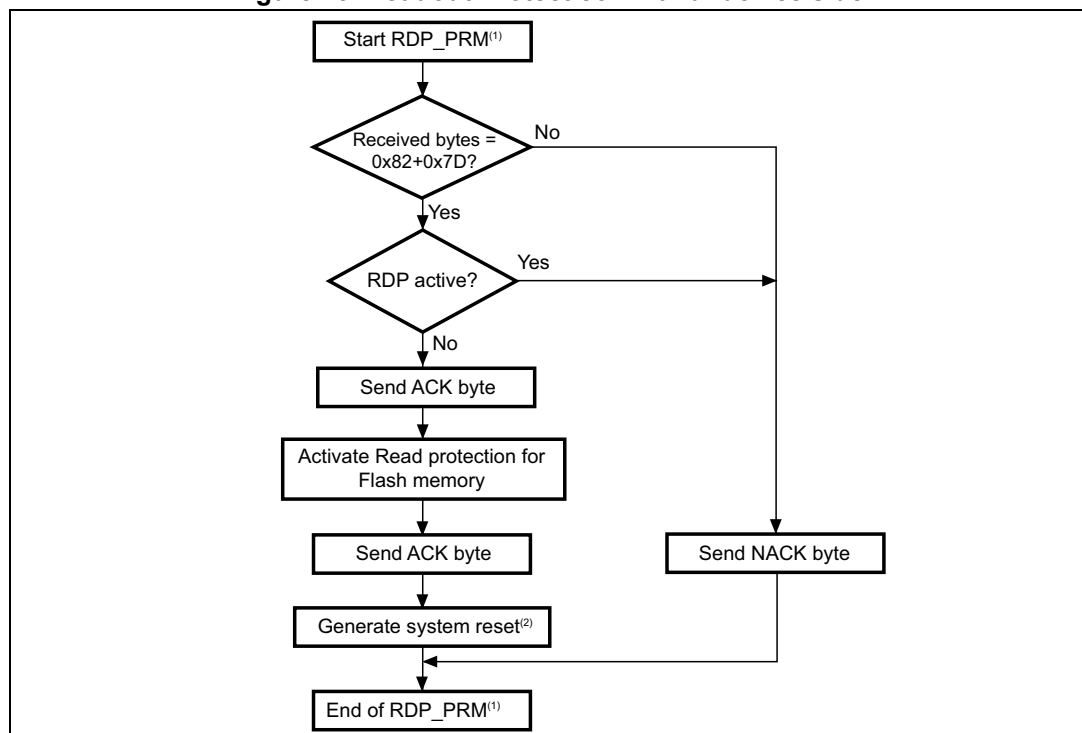 Start RDP_PRM(1)
Received bytes =
0x82+0x7D?
No
Yes
RDP active?
Yes
No
Send ACK byte
Activate Read protection for
Flash memory
Send ACK byte
Send NACK byte
Generate system reset(2)
End of RDP_PRM(1)